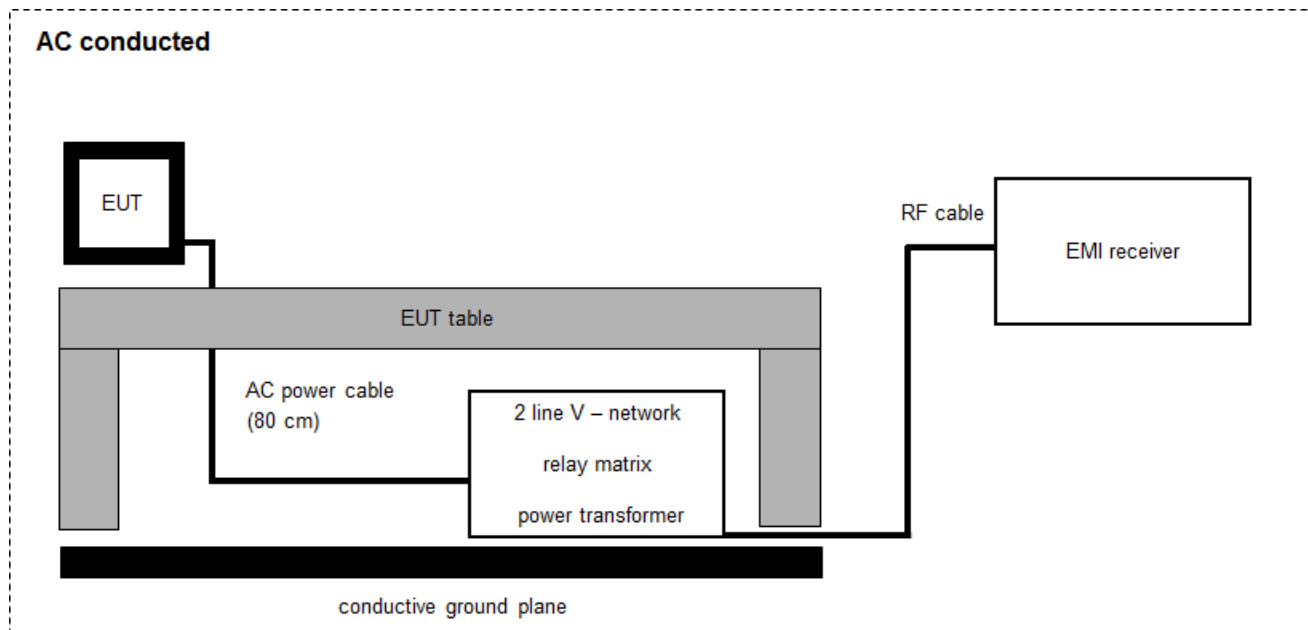 AC conducted
EUT
RF cable
EMI receiver
EUT table
AC power cable
(80 cm)
2 line V – network
relay matrix
power transformer
conductive ground plane